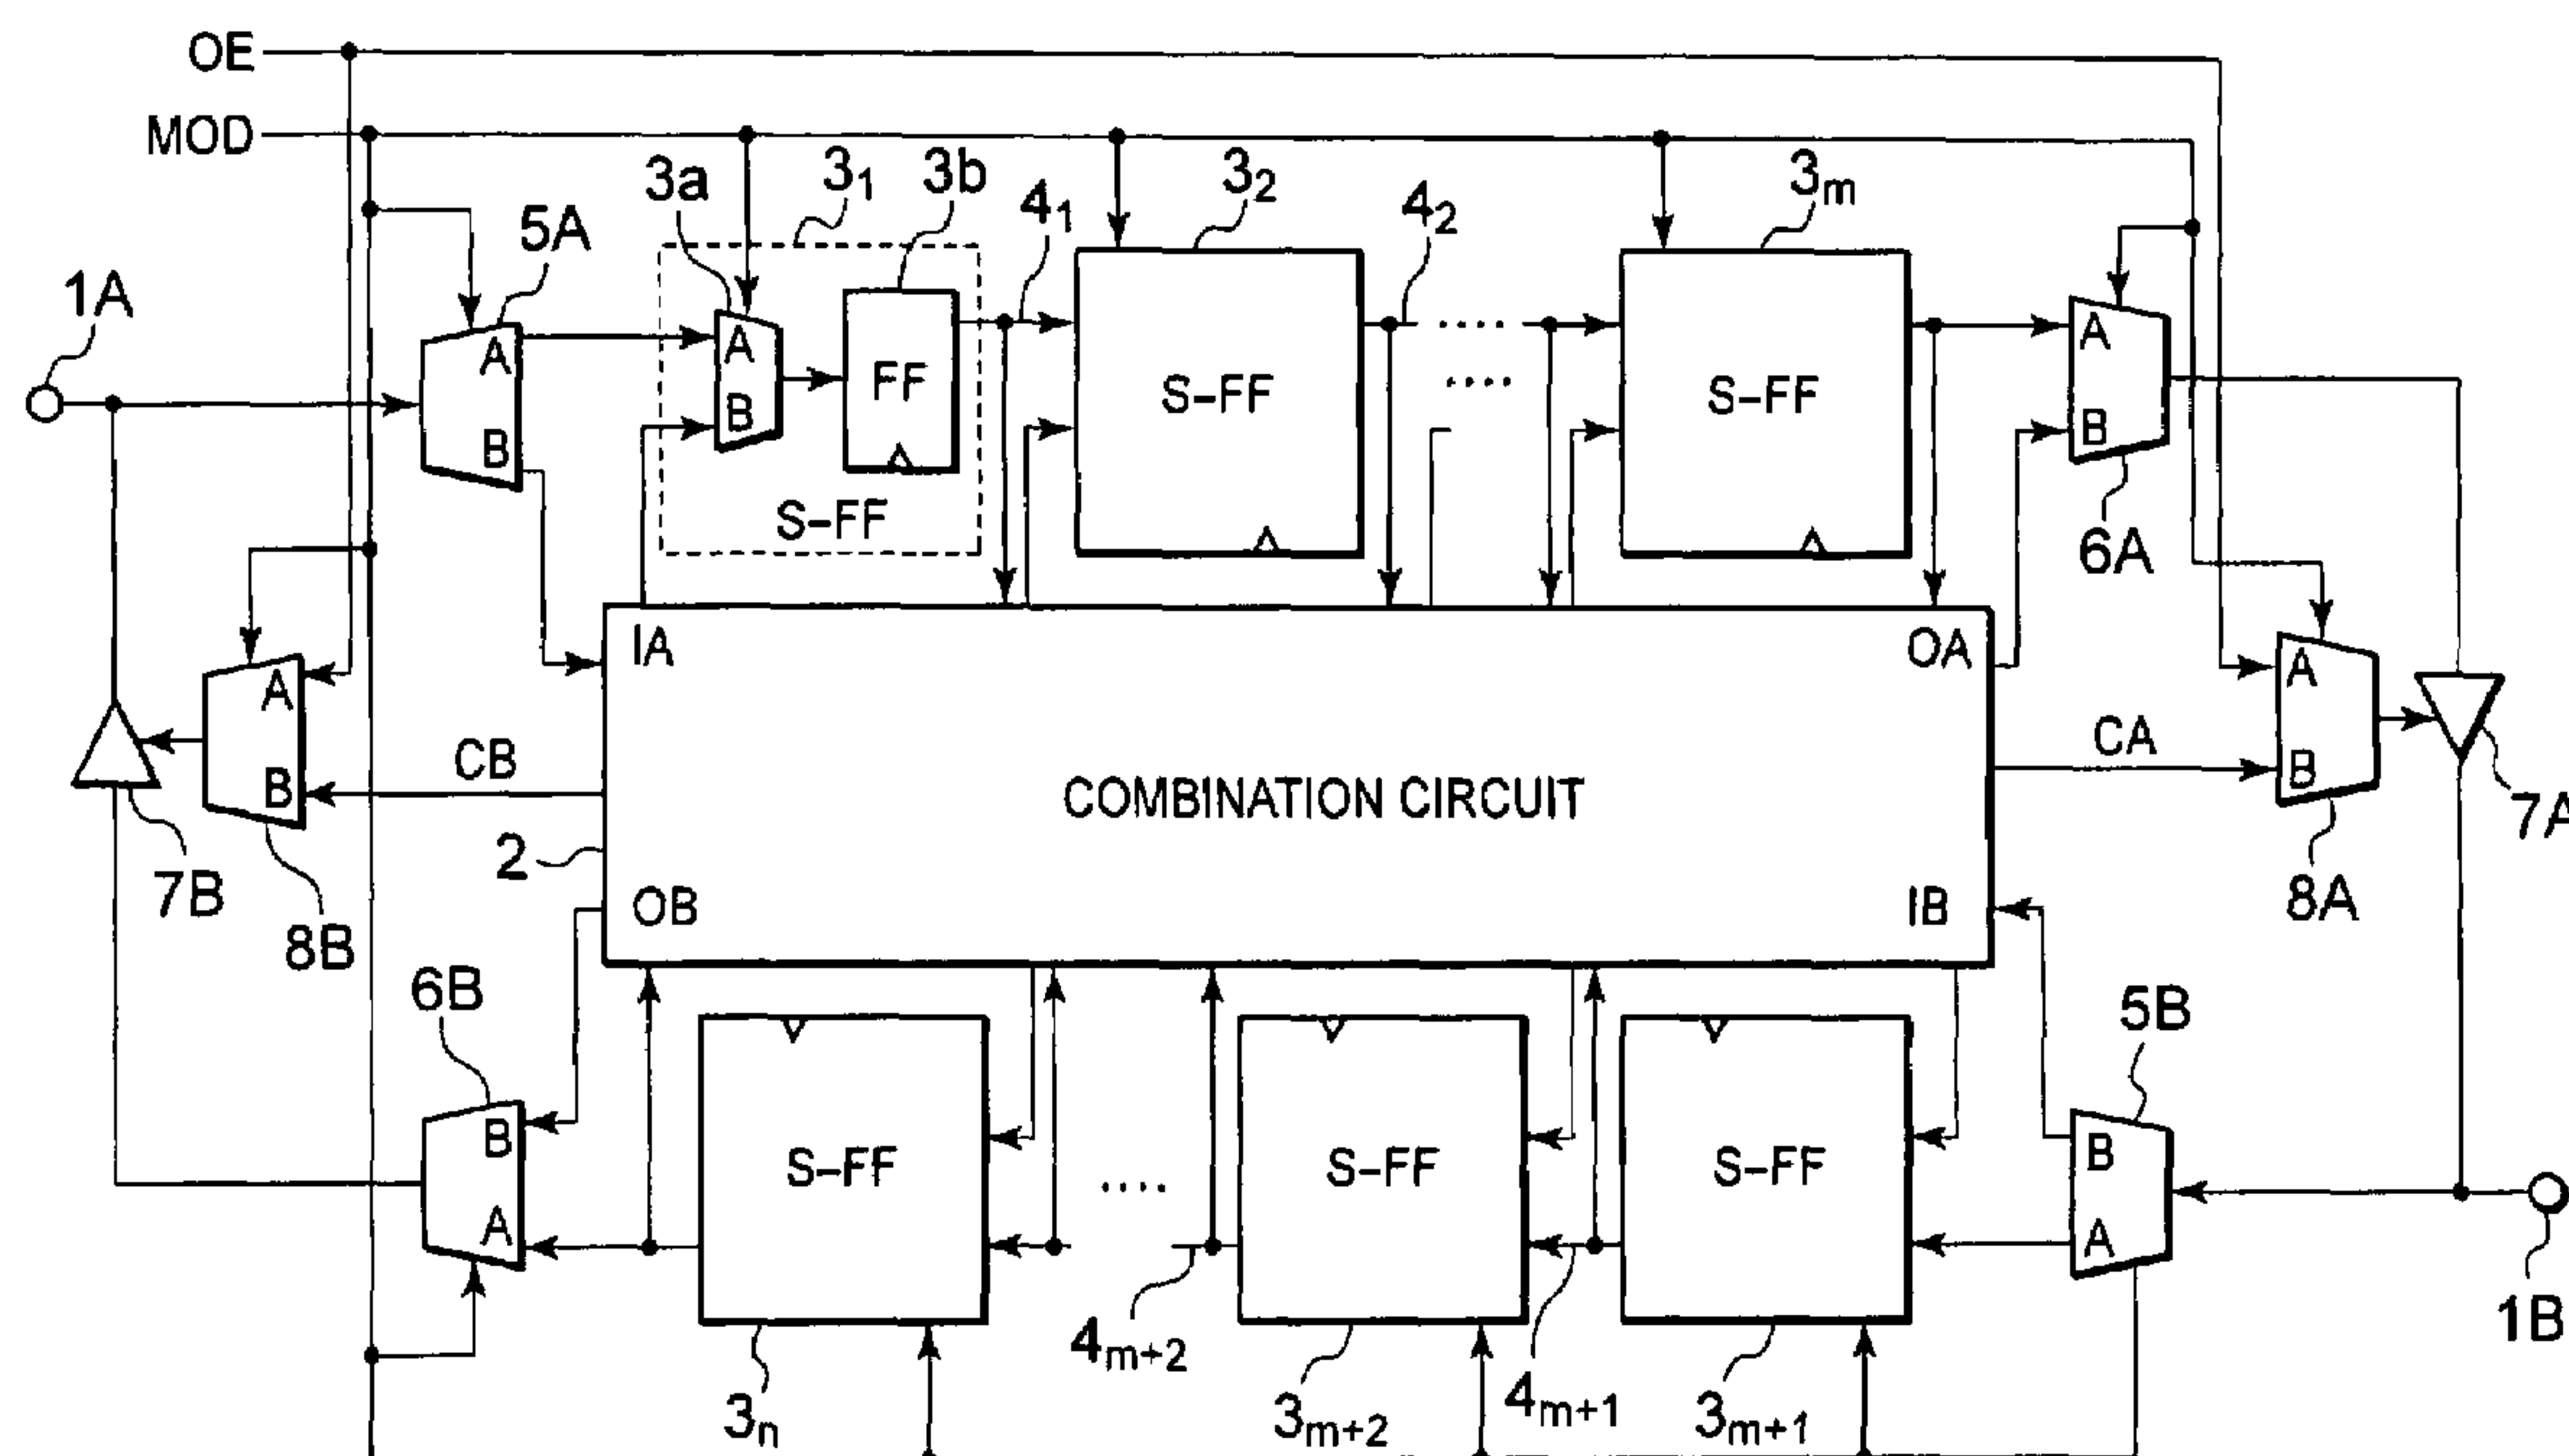 OE
MOD
3a
3₁
3b
4₁
3₂
4₂
3ₘ
5A
1A
A
B
A
B
FF
S-FF
S-FF
....
....
S-FF
A
B
6A
IA
OA
A
B
CB
CA
A
B
COMBINATION CIRCUIT
2
7B
8B
7A
8A
OB
IB
6B
5B
B
A
S-FF
....
S-FF
S-FF
B
A
1B
3ₙ
4ₘ₊₂
3ₘ₊₂
4ₘ₊₁
3ₘ₊₁